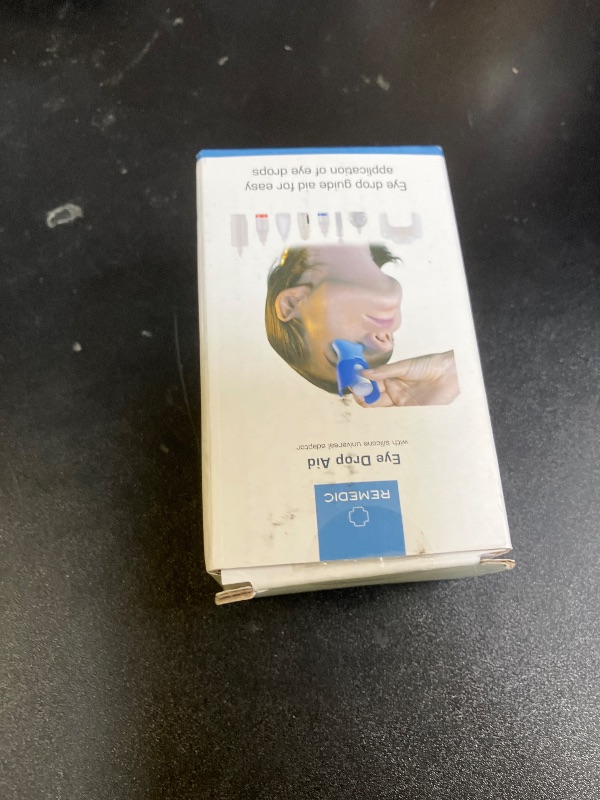 REMEDIC
Eye Drop Aid
with silicone universal adaptor
Eye drop guide aid for easy
application of eye drops